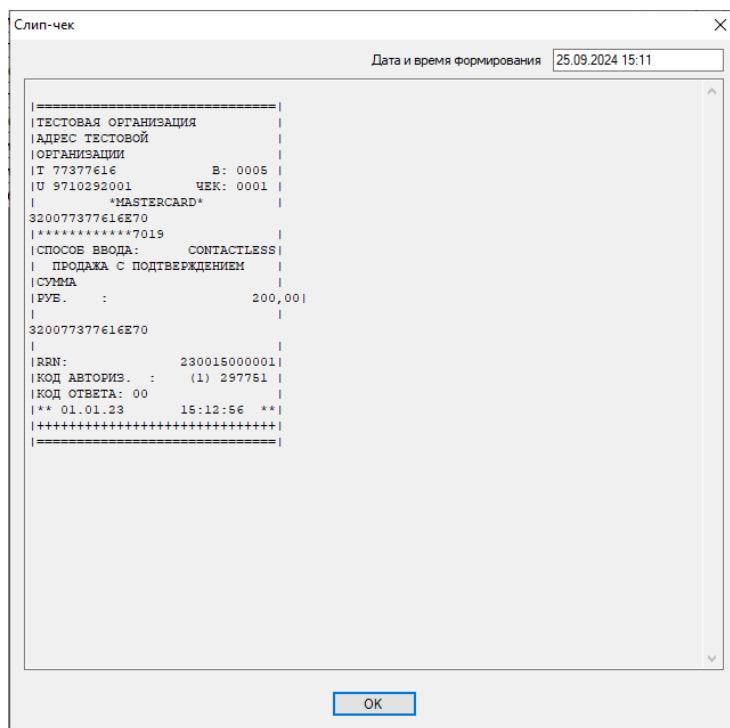 Слип-чек
Дата и время формирования 25.09.2024 15:11
|==============================|
|ТЕСТОВАЯ ОРГАНИЗАЦИЯ |
|АДРЕС ТЕСТОВОЙ |
|ОРГАНИЗАЦИИ |
|T 77377616 В: 0005 |
|U 9710292001 ЧЕК: 0001 |
| *MASTERCARD* |
320077377616E70
|************7019 |
|СПОСОБ ВВОДА: CONTACTLESS|
| ПРОДАЖА С ПОДТВЕРЖДЕНИЕМ |
|СУММА |
|РУБ. : 200,00|
| |
320077377616E70
| |
|RRN: 230015000001|
|КОД АВТОРИЗ. : (1) 297751 |
|КОД ОТВЕТА: 00 |
|** 01.01.23 15:12:56 **|
|++++++++++++++++++++++++++++++|
|==============================|
OK